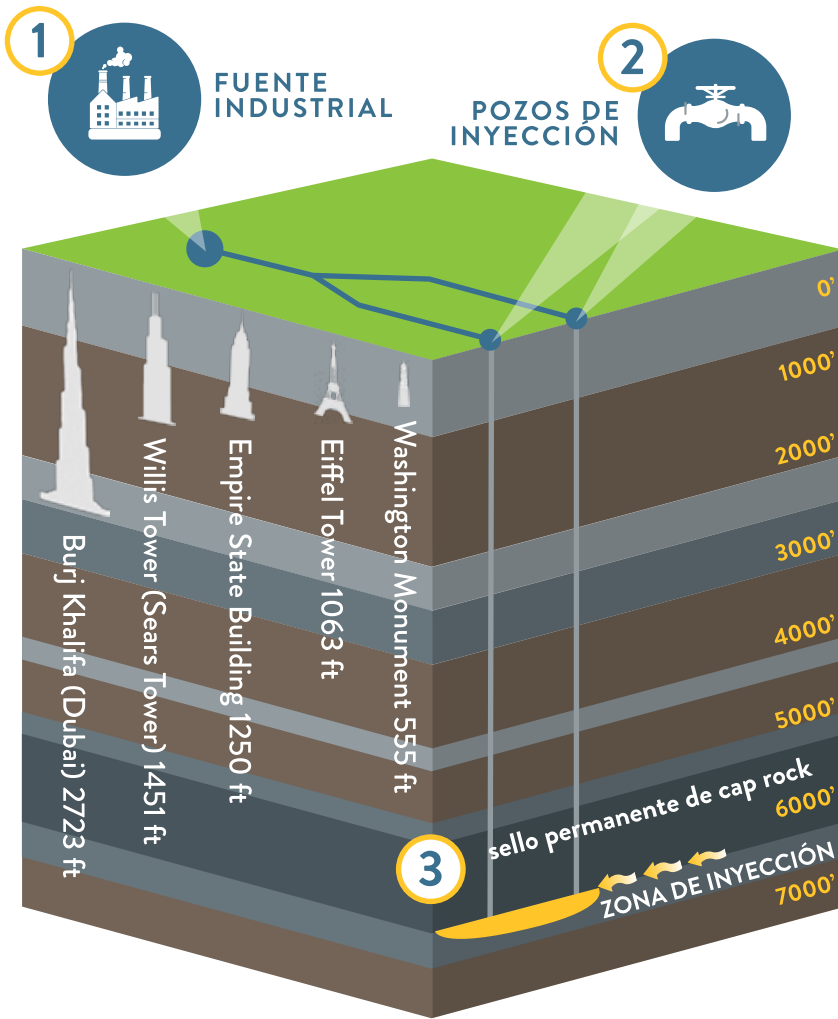 1
FUENTE
INDUSTRIAL
2
POZOS DE
INYECCIÓN
0’
1000’
2000’
3000’
4000’
5000’
6000’
7000’
Burj Khalifa (Dubai) 2723 ft
Willis Tower (Sears Tower) 1451 ft
Empire State Building 1250 ft
Eiffel Tower 1063 ft
Washington Monument 555 ft
sello permanente de cap rock
3
ZONA DE INYECCIÓN